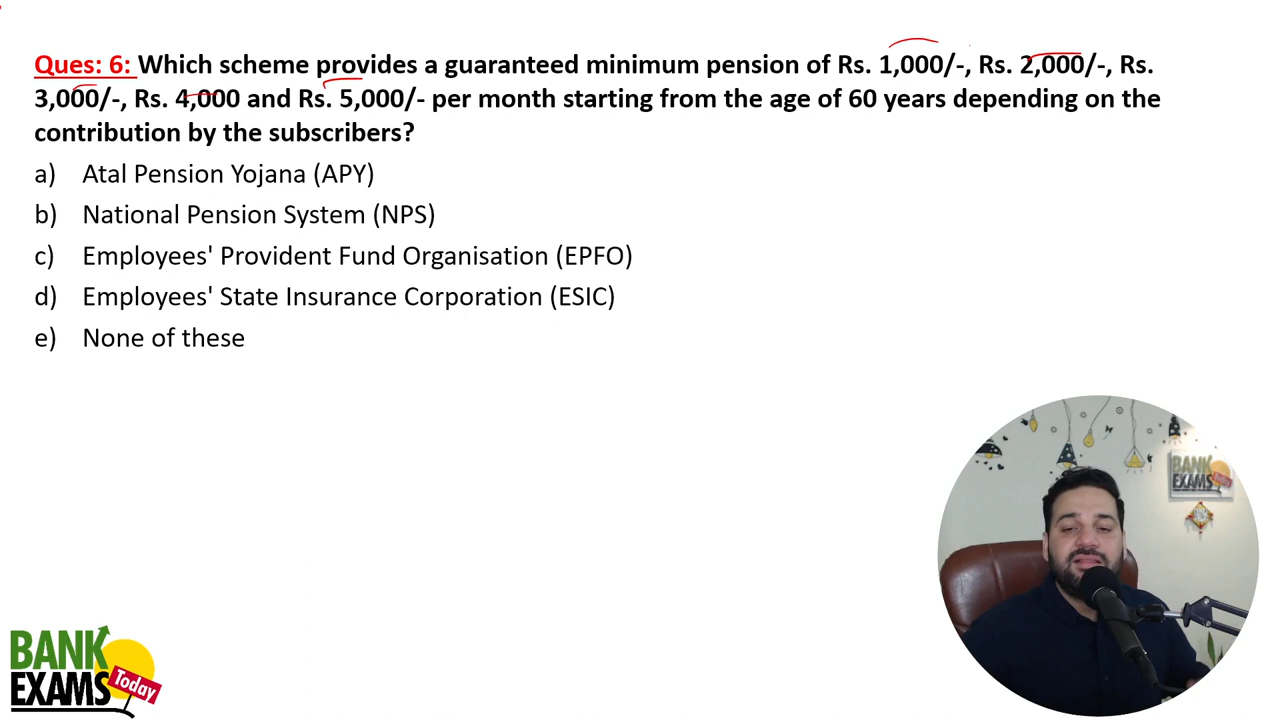 Ques: 6: Which scheme provides a guaranteed minimum pension of Rs. 1,000/-, Rs. 2,000/-, Rs.
3,000/-, Rs. 4,000 and Rs. 5,000/- per month starting from the age of 60 years depending on the
contribution by the subscribers?
a) Atal Pension Yojana (APY)
b) National Pension System (NPS)
c) Employees' Provident Fund Organisation (EPFO)
d) Employees' State Insurance Corporation (ESIC)
e) None of these
BANK
EXAMS
Today
BANK
EXAMS
Today